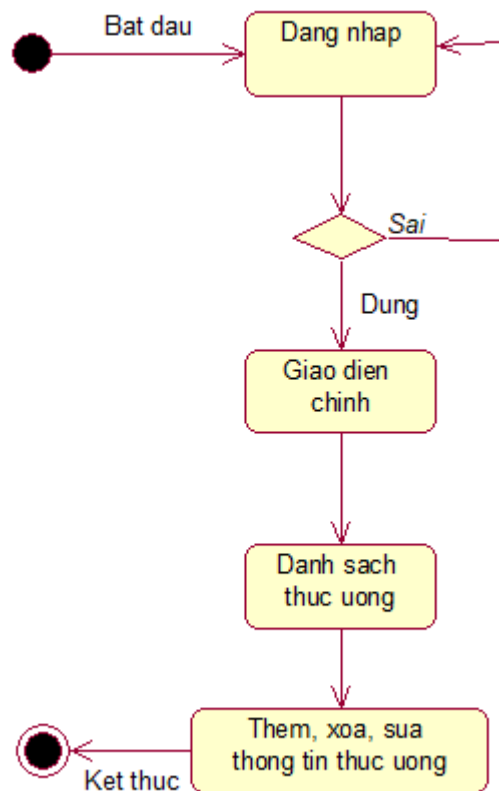 Bat dau
Dang nhap
Sai
Dung
Giao dien
chinh
Danh sach
thuc uong
Them, xoa, sua
thong tin thuc uong
Ket thuc